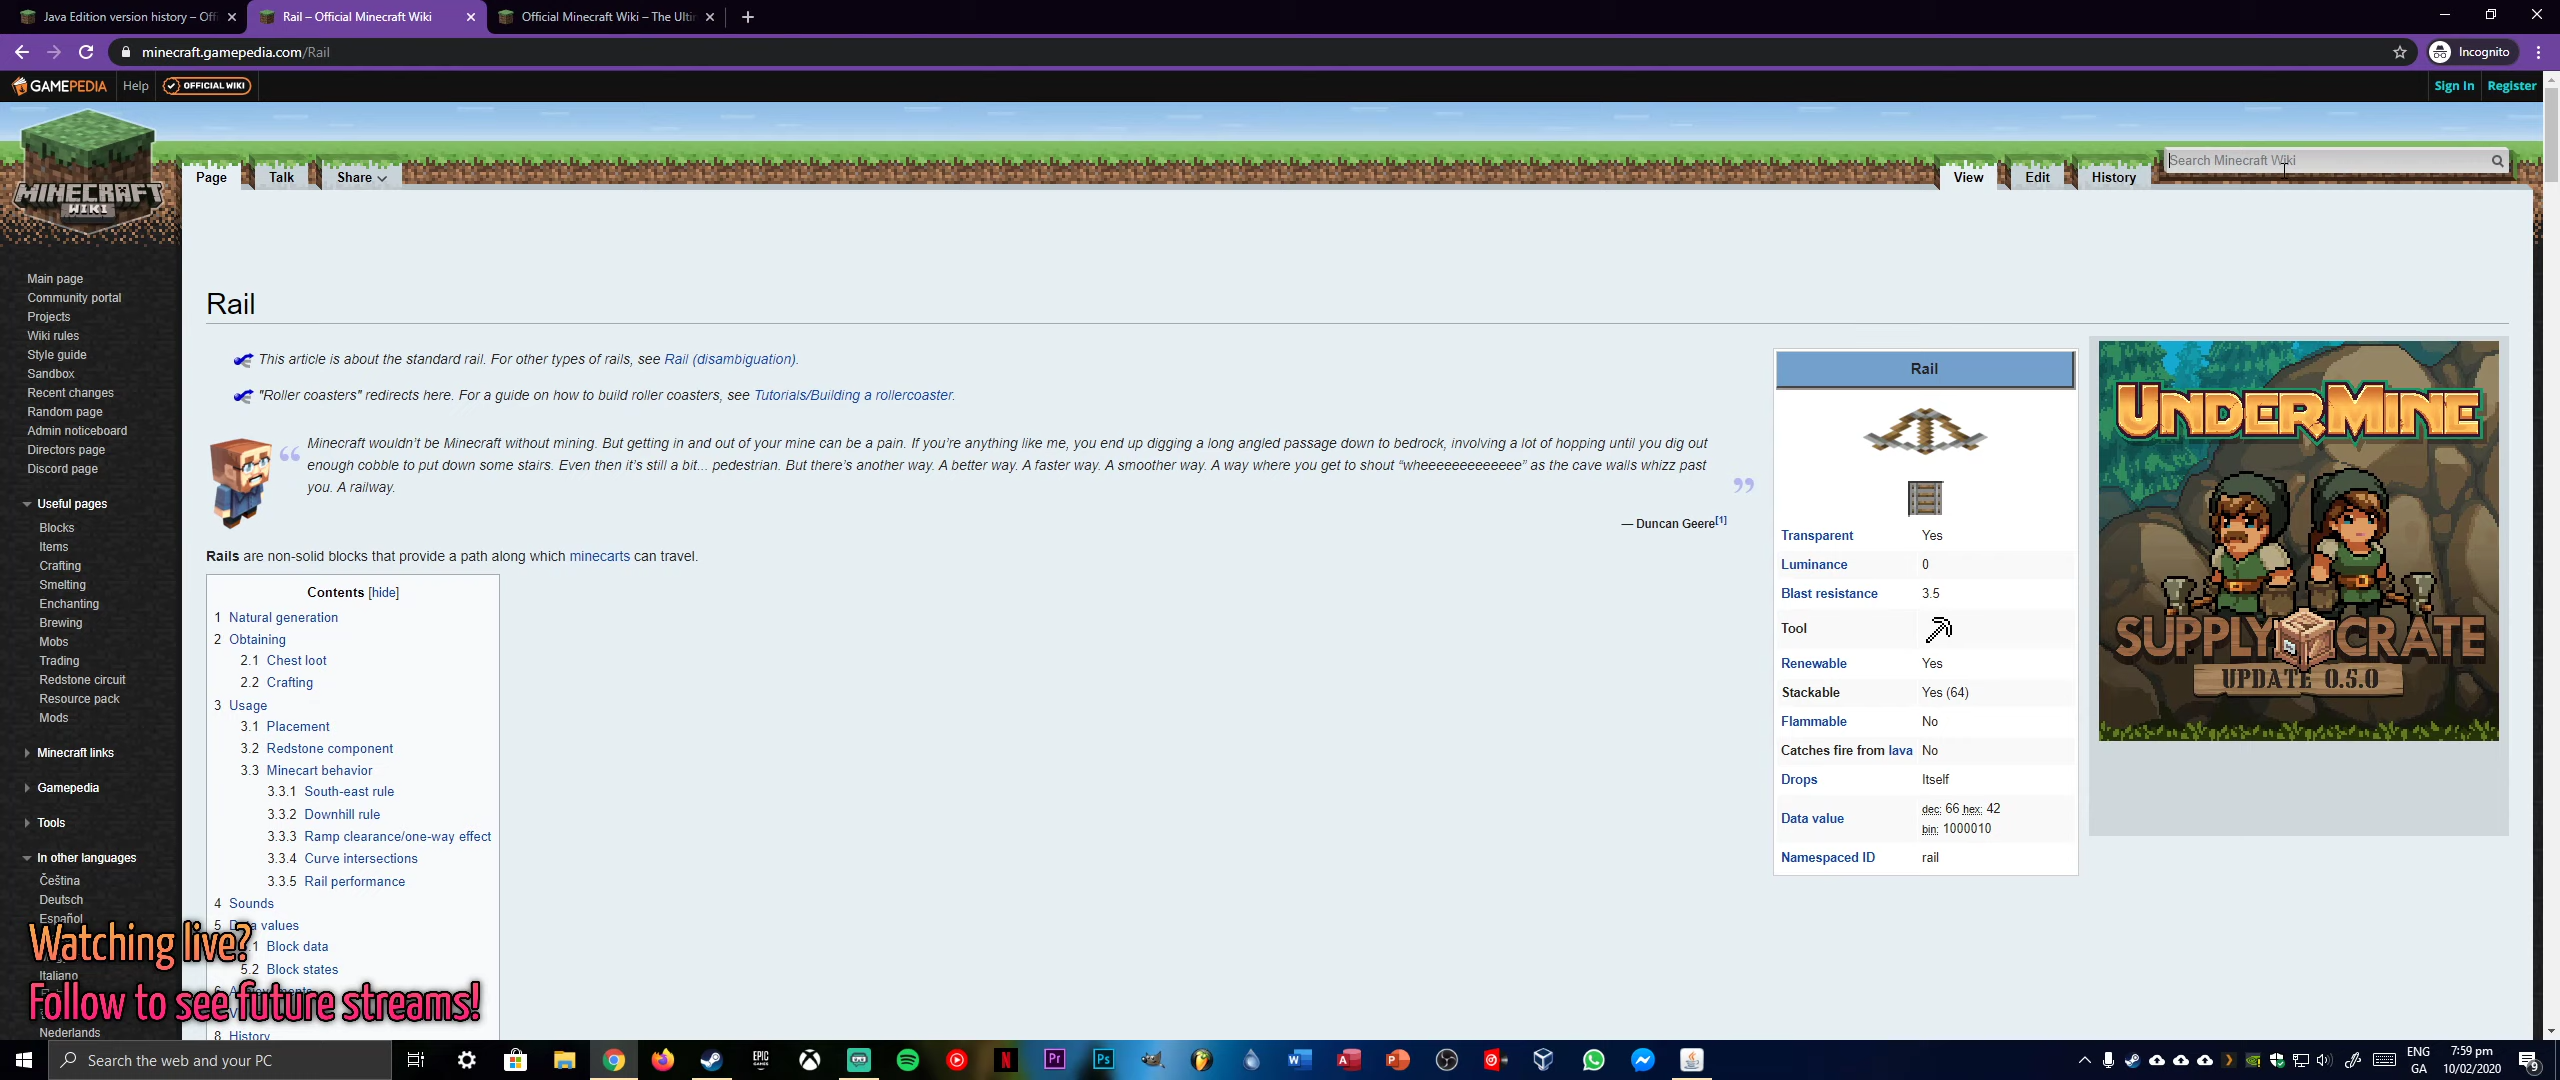 Java Edition version history – Offi
Rail – Official Minecraft Wiki
Official Minecraft Wiki – The Ulti
minecraft.gamepedia.com/Rail
Incognito
GAMEPEDIA
Help
OFFICIAL WIKI
Sign In
Register
MINECRAFT
WIKI
Page
Talk
Share
View
Edit
History
Search Minecraft Wiki
Main page
Community portal
Projects
Wiki rules
Style guide
Sandbox
Recent changes
Random page
Admin noticeboard
Directors page
Discord page
Useful pages
Blocks
Items
Crafting
Smelting
Enchanting
Brewing
Mobs
Trading
Redstone circuit
Resource pack
Mods
Minecraft links
Gamepedia
Tools
In other languages
Čeština
Deutsch
Español
Italiano
Nederlands
Rail
This article is about the standard rail. For other types of rails, see Rail (disambiguation).
"Roller coasters" redirects here. For a guide on how to build roller coasters, see Tutorials/Building a rollercoaster.
“ Minecraft wouldn't be Minecraft without mining. But getting in and out of your mine can be a pain. If you're anything like me, you end up digging a long angled passage down to bedrock, involving a lot of hopping until you dig out
enough cobble to put down some stairs. Even then it's still a bit... pedestrian. But there's another way. A better way. A faster way. A smoother way. A way where you get to shout “wheeeeeeeeeeeee” as the cave walls whizz past
you. A railway. ”
— Duncan Geere[1]
Rails are non-solid blocks that provide a path along which minecarts can travel.
Contents [hide]
1 Natural generation
2 Obtaining
2.1 Chest loot
2.2 Crafting
3 Usage
3.1 Placement
3.2 Redstone component
3.3 Minecart behavior
3.3.1 South-east rule
3.3.2 Downhill rule
3.3.3 Ramp clearance/one-way effect
3.3.4 Curve intersections
3.3.5 Rail performance
4 Sounds
5 Data values
Block data
5.2 Block states
8 History
Rail
Transparent Yes
Luminance 0
Blast resistance 3.5
Tool
Renewable Yes
Stackable Yes (64)
Flammable No
Catches fire from lava No
Drops Itself
Data value dec: 66 hex: 42
bin: 1000010
Namespaced ID rail
UNDERMINE
SUPPLY CRATE
UPDATE 0.5.0
Watching live?
Follow to see future streams!
Search the web and your PC
ENG
GA
7:59 pm
10/02/2020
9